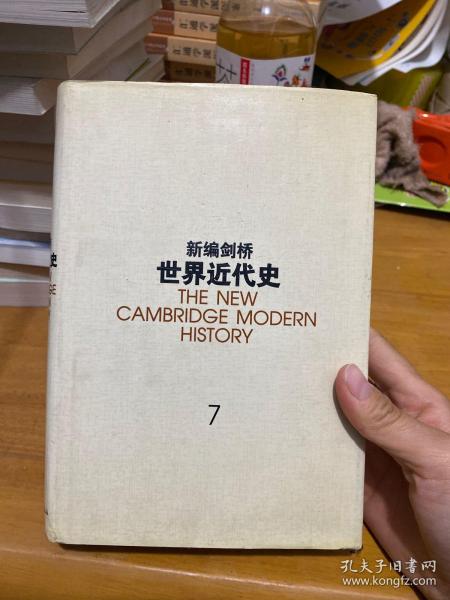 新编剑桥
世界近代史
THE NEW
CAMBRIDGE MODERN
HISTORY
7
史
孔夫子旧书网
www.kongfz.com